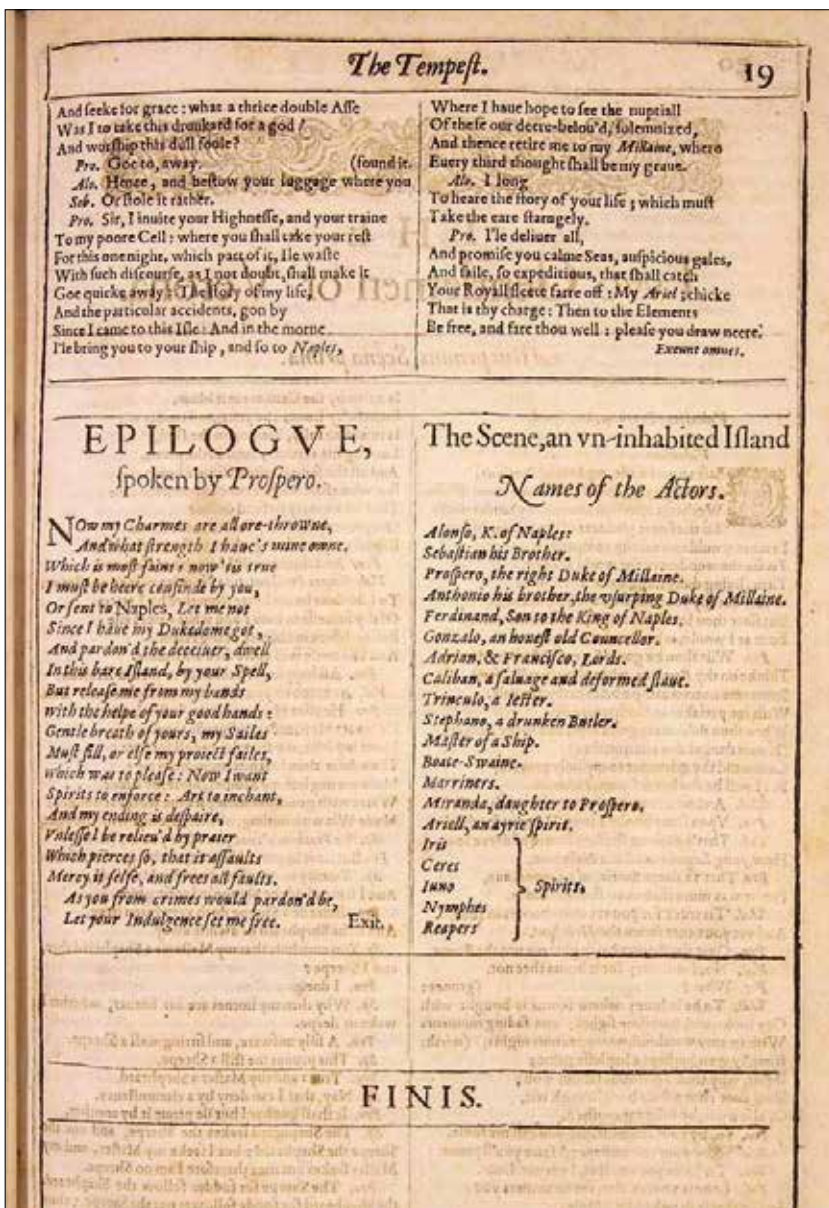 The Tempeſt.
19
And ſeeke for grace: what a thrice double Aſſe
Was I to take this drunkard for a god?
And worſhip this dull foole?
Pro. Goe to, away. (found it.
Alo. Hence, and beſtow your luggage where you
Seb. Or ſtole it rather.
Pro. Sir, I inuite your Highneſſe, and your traine
To my poore Cell: where you ſhall take your reſt
For this one night, which part of it, Ile waſte
With ſuch diſcourſe, as I not doubt, ſhall make it
Goe quicke away: The ſtory of my life,
And the particular accidents, gon by
Since I came to this Iſle: And in the morne
I'le bring you to your ſhip, and ſo to Naples,
Where I haue hope to ſee the nuptiall
Of theſe our deere-belou'd, ſolemnized,
And thence retire me to my Millaine, where
Euery third thought ſhall be my graue.
Alo. I long
To heare the ſtory of your life; which muſt
Take the eare ſtarngely.
Pro. I'le deliuer all,
And promiſe you calme Seas, auſpicious gales,
And ſaile, ſo expeditious, that ſhall catch
Your Royall fleete farre off: My Ariel; chicke
That is thy charge: Then to the Elements
Be free, and fare thou well: pleaſe you draw neere.
Exeunt omnes.
EPILOGVE,
ſpoken by Proſpero.
NOw my Charmes are all ore-throwne,
And what ſtrength I haue's mine owne.
Which is moſt faint: now 'tis true
I muſt be heere confinde by you,
Or ſent to Naples, Let me not
Since I haue my Dukedome got,
And pardon'd the deceiuer, dwell
In this bare Iſland, by your Spell,
But releaſe me from my bands
With the helpe of your good hands:
Gentle breath of yours, my Sailes
Muſt fill, or elſe my proiect failes,
Which was to pleaſe: Now I want
Spirits to enforce: Art to inchant,
And my ending is deſpaire,
Vnleſſe I be relieu'd by praier
Which pierces ſo, that it aſſaults
Mercy it ſelfe, and frees all faults.
As you from crimes would pardon'd be,
Let your Indulgence ſet me free. Exit.
The Scene, an vn-inhabited Iſland
Names of the Actors.
Alonſo, K. of Naples:
Sebaſtian his Brother.
Proſpero, the right Duke of Millaine.
Anthonio his brother, the vſurping Duke of Millaine.
Ferdinand, Son to the King of Naples.
Gonzalo, an honeſt old Councellor.
Adrian, & Franciſco, Lords.
Caliban, a ſaluage and deformed ſlaue.
Trinculo, a Ieſter.
Stephano, a drunken Butler.
Maſter of a Ship.
Boate-Swaine.
Marriners.
Miranda, daughter to Proſpero.
Ariell, an ayrie ſpirit.
Iris
Ceres
Iuno
Nymphes
Reapers
Spirits.
FINIS.